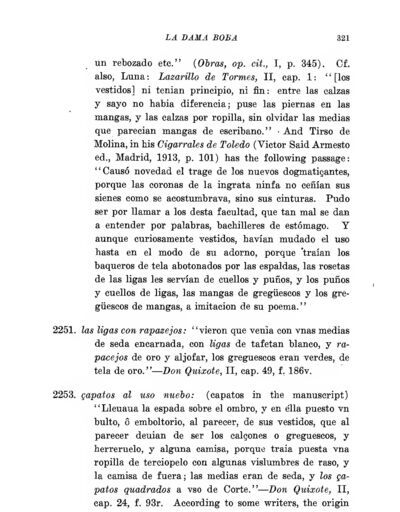 LA DAMA BOBA 321
un rebozado etc.” (Obras, op. cit., I, p. 345). Cf.
also, Luna: Lazarillo de Tormes, II, cap. 1: “[los
vestidos] ni tenian principio, ni fin: entre las calzas
y sayo no habia diferencia; puse las piernas en las
mangas, y las calzas por ropilla, sin olvidar las medias
que parecian mangas de escribano.” And Tirso de
Molina, in his Cigarrales de Toledo (Victor Said Armesto
ed., Madrid, 1913, p. 101) has the following passage:
“Causó novedad el trage de los nuevos dogmatiçantes,
porque las coronas de la ingrata ninfa no ceñían sus
sienes como se acostumbrava, sino sus cinturas. Pudo
ser por llamar a los desta facultad, que tan mal se dan
a entender por palabras, bachilleres de estómago. Y
aunque curiosamente vestidos, havían mudado el uso
hasta en el modo de su adorno, porque traían los
baqueros de tela abotonados por las espaldas, las rosetas
de las ligas les servían de cuellos y puños, y los puños
y cuellos de ligas, las mangas de gregüescos y los gre-
güescos de mangas, a imitacion de su poema.”
2251. las ligas con rapazejos: “vieron que venia con vnas medias
de seda encarnada, con ligas de tafetan blanco, y ra-
pacejos de oro y aljofar, los greguescos eran verdes, de
tela de oro.”—Don Quixote, II, cap. 49, f. 186v.
2253. çapatos al uso nuebo: (capatos in the manuscript)
“Lleuaua la espada sobre el ombro, y en élla puesto vn
bulto, ô emboltorio, al parecer, de sus vestidos, que al
parecer deuian de ser los calçones o greguescos, y
herreruelo, y alguna camisa, porque traia puesta vna
ropilla de terciopelo con algunas vislumbres de raso, y
la camisa de fuera; las medias eran de seda, y los ça-
patos quadrados a vso de Corte.”—Don Quixote, II,
cap. 24, f. 93r. According to some writers, the origin